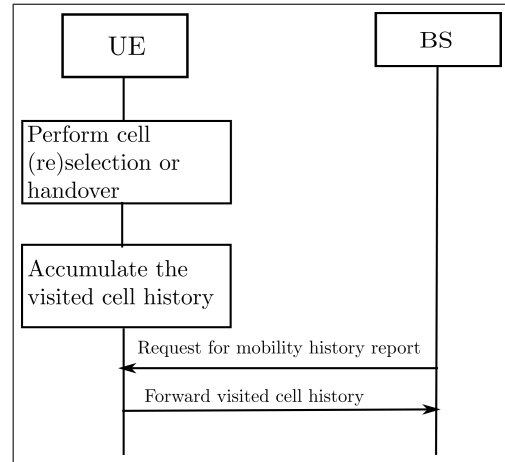 UE
BS
Perform cell
(re)selection or
handover
Accumulate the
visited cell history
Request for mobility history report
Forward visited cell history